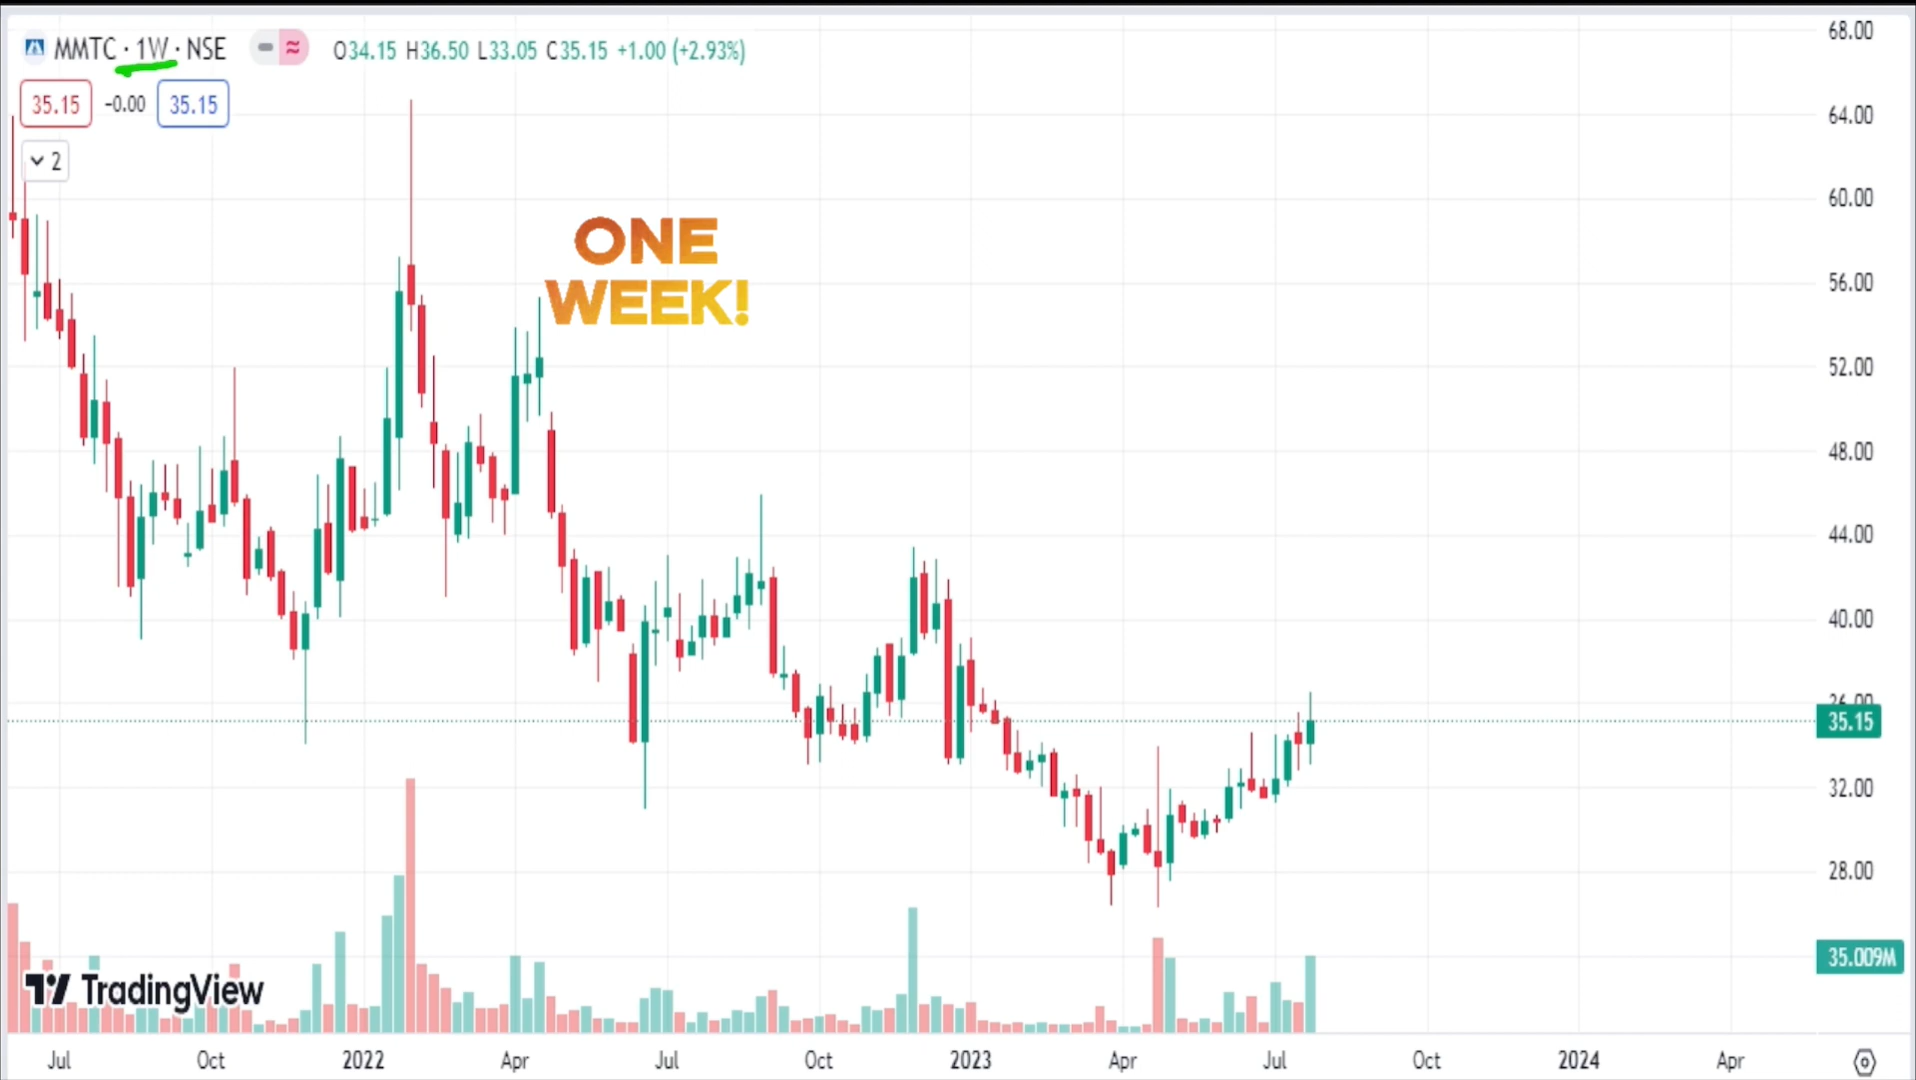 MMTC · 1W · NSE
O34.15 H36.50 L33.05 C35.15 +1.00 (+2.93%)
35.15 -0.00 35.15
2
ONE
WEEK!
68.00
64.00
60.00
56.00
52.00
48.00
44.00
40.00
35.15
32.00
28.00
35.009M
TradingView
Jul Oct 2022 Apr Jul Oct 2023 Apr Jul Oct 2024 Apr